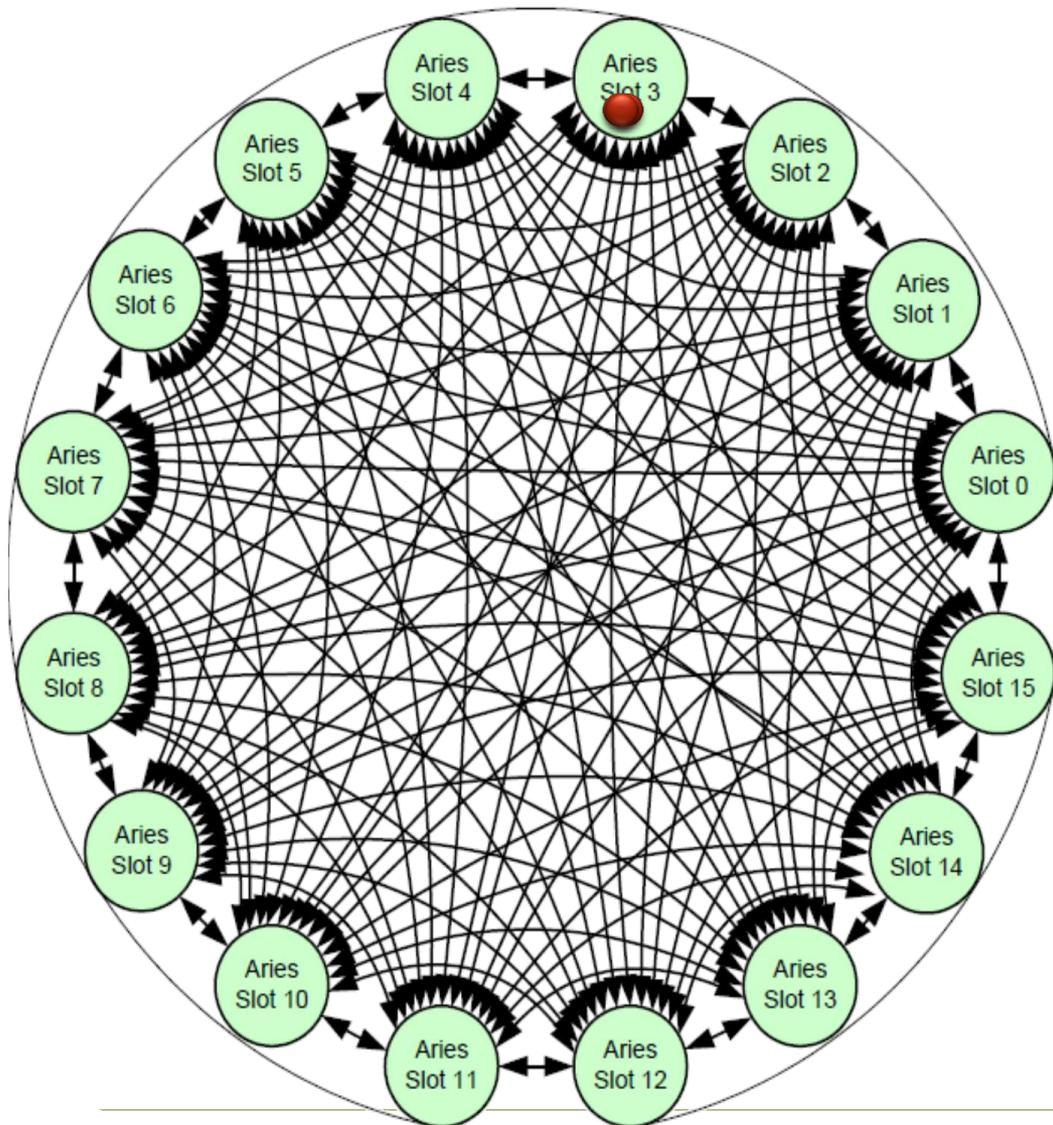 Aries
Slot 4
Aries
Slot 3
Aries
Slot 5
Aries
Slot 2
Aries
Slot 6
Aries
Slot 1
Aries
Slot 7
Aries
Slot 0
Aries
Slot 8
Aries
Slot 15
Aries
Slot 9
Aries
Slot 14
Aries
Slot 10
Aries
Slot 13
Aries
Slot 11
Aries
Slot 12